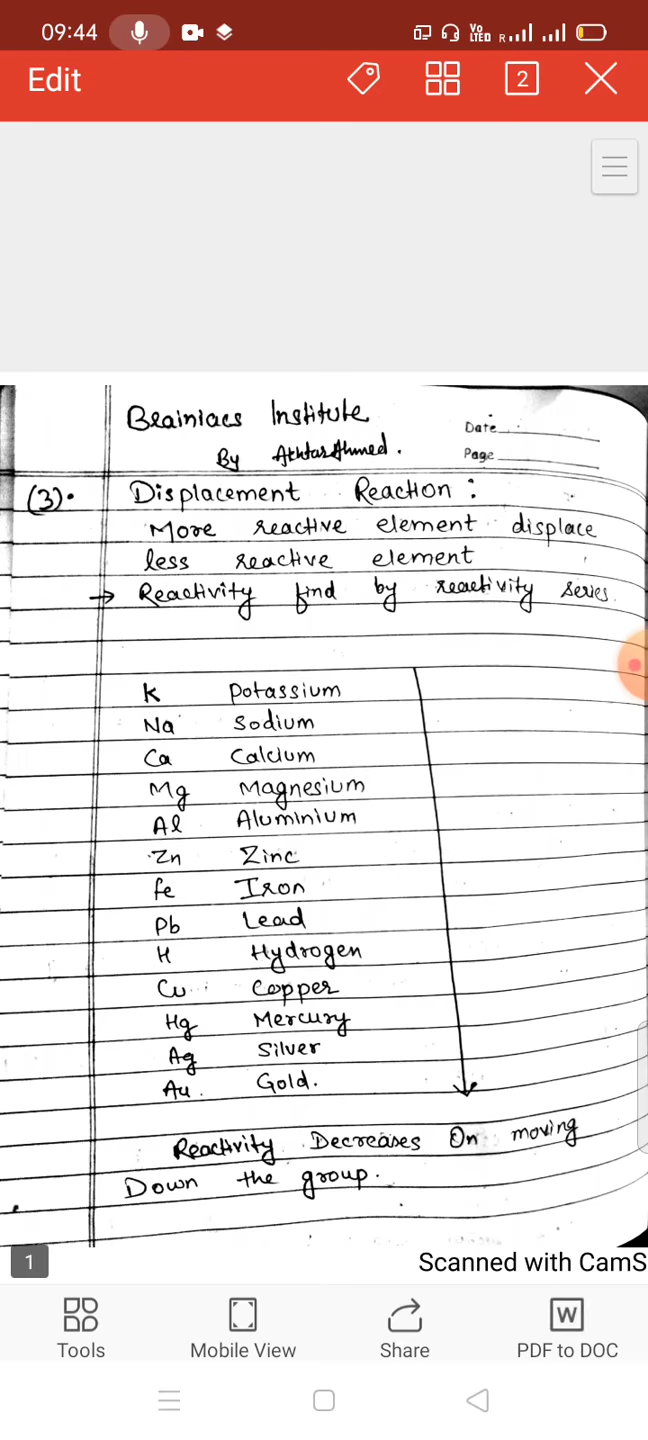 09:44
Vo
LTED R
Edit
2
Brainiacs Institute
By Akhtar Ahmed.
Date
Page
(3). Displacement Reaction :
More reactive element displace
less reactive element
→ Reactivity find by reactivity series.
K Potassium
Na Sodium
Ca Calcium
Mg Magnesium
Al Aluminium
Zn Zinc
fe Iron
Pb Lead
H Hydrogen
Cu Copper
Hg Mercury
Ag Silver
Au. Gold.
Reactivity Decreases On moving
Down the group.
1
Scanned with CamS
Tools
Mobile View
Share
W
PDF to DOC